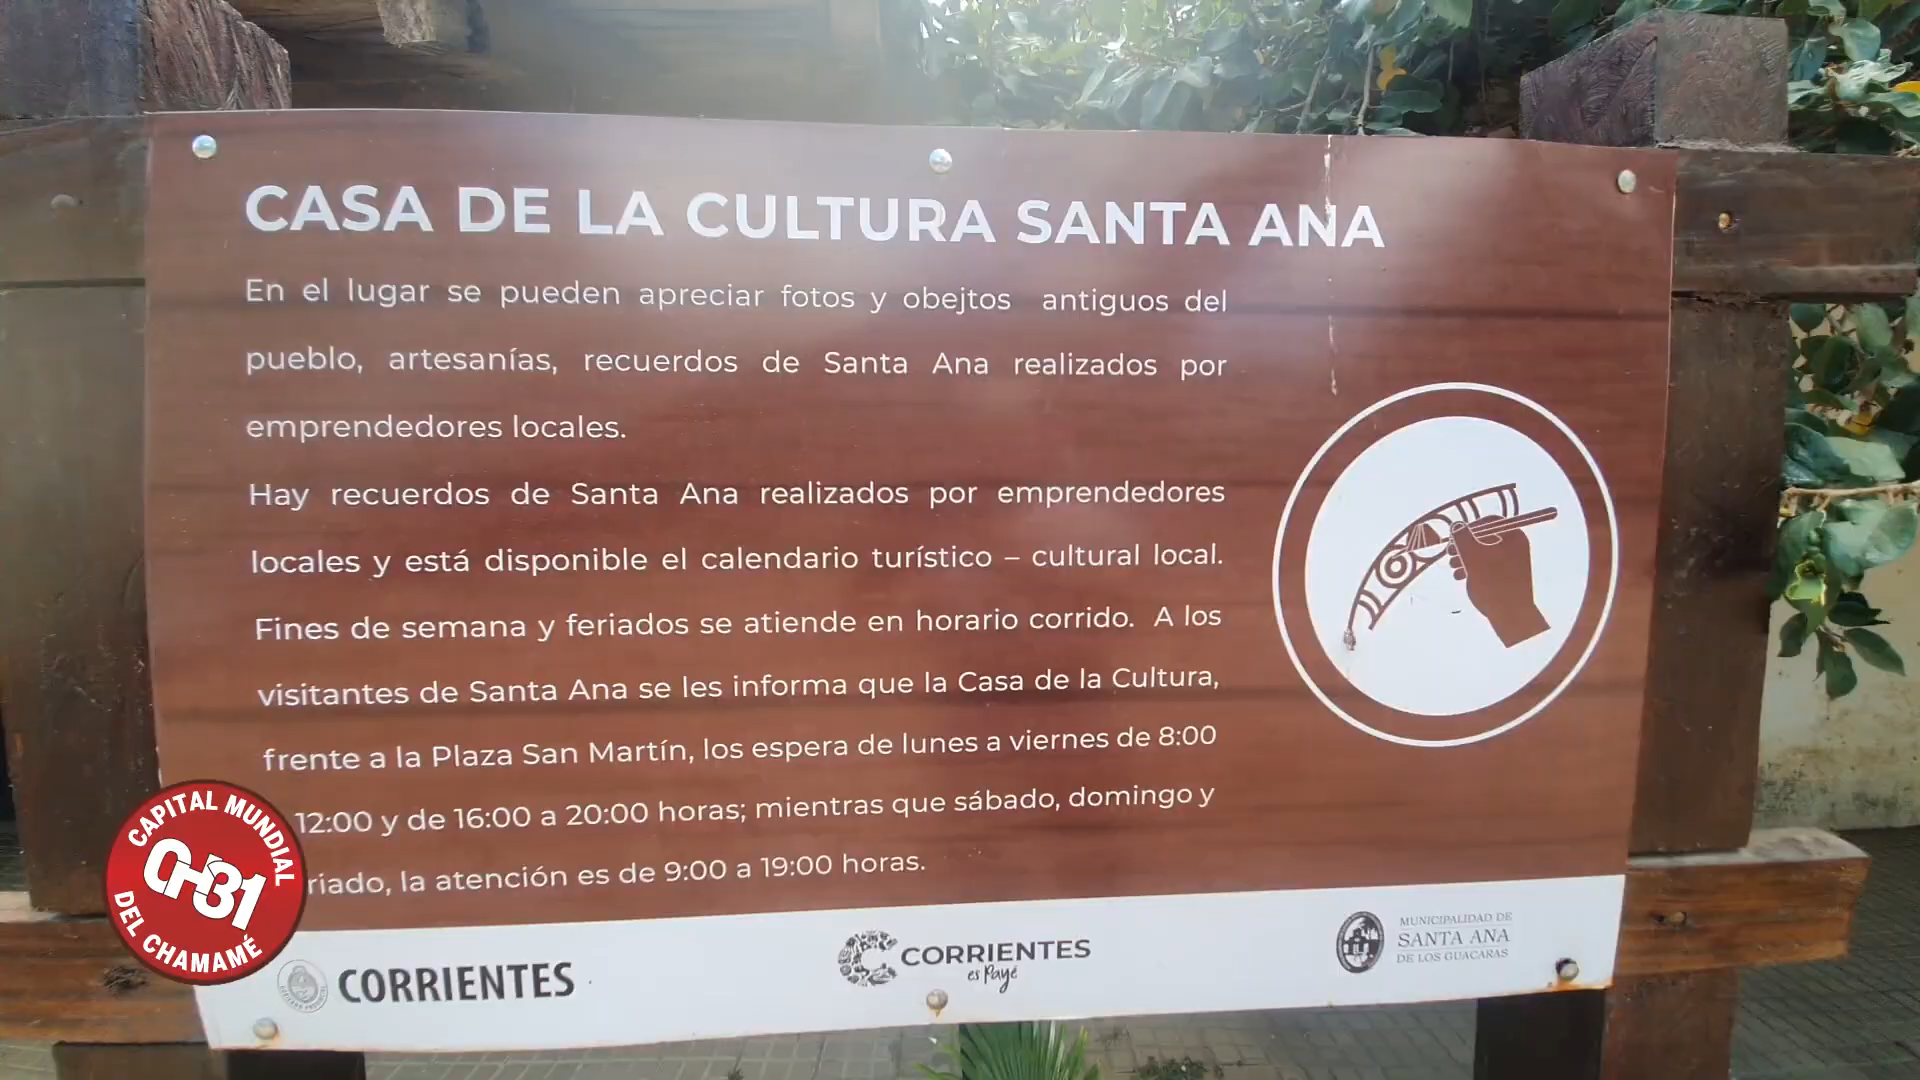 CASA DE LA CULTURA SANTA ANA
En el lugar se pueden apreciar fotos y obejtos antiguos del
pueblo, artesanías, recuerdos de Santa Ana realizados por
emprendedores locales.
Hay recuerdos de Santa Ana realizados por emprendedores
locales y está disponible el calendario turístico – cultural local.
Fines de semana y feriados se atiende en horario corrido. A los
visitantes de Santa Ana se les informa que la Casa de la Cultura,
frente a la Plaza San Martín, los espera de lunes a viernes de 8:00
12:00 y de 16:00 a 20:00 horas; mientras que sábado, domingo y
riado, la atención es de 9:00 a 19:00 horas.
CAPITAL MUNDIAL
CH31
DEL CHAMAMÉ
CORRIENTES
CORRIENTES
es Payé
MUNICIPALIDAD DE
SANTA ANA
DE LOS GUACARAS